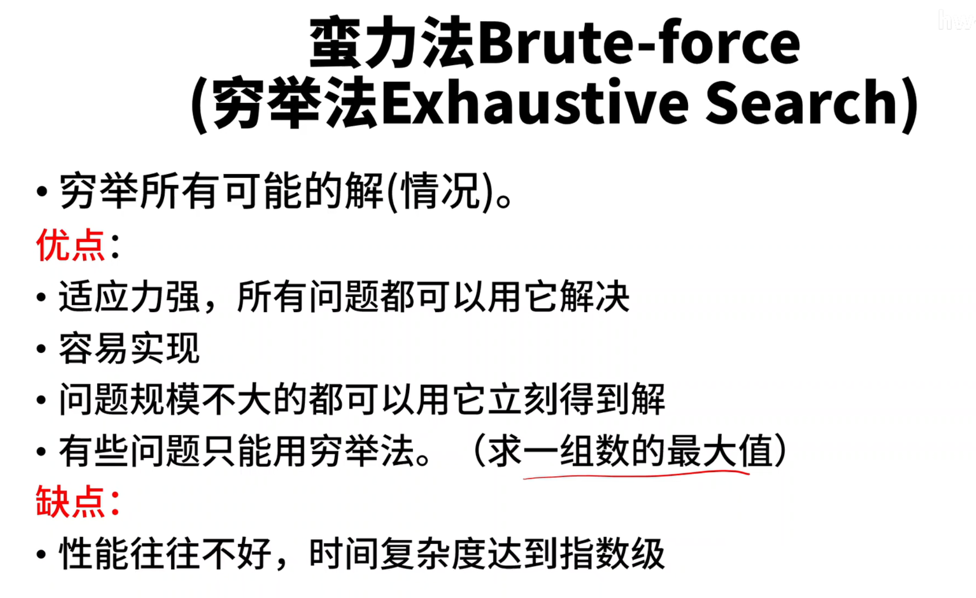 蛮力法Brute-force
(穷举法Exhaustive Search)
• 穷举所有可能的解(情况)。
优点：
• 适应力强，所有问题都可以用它解决
• 容易实现
• 问题规模不大的都可以用它立刻得到解
• 有些问题只能用穷举法。（求一组数的最大值）
缺点：
• 性能往往不好，时间复杂度达到指数级